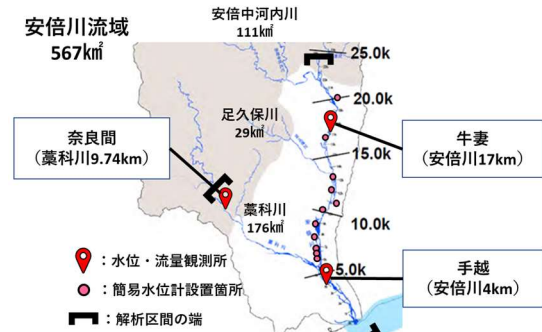 安倍川流域
567㎢
安倍中河内川
111㎢
25.0k
20.0k
足久保川
29㎢
奈良間
（藁科川9.74km）
牛妻
（安倍川17km）
15.0k
藁科川
176㎢
10.0k
5.0k
手越
（安倍川4km）
：水位・流量観測所
：簡易水位計設置箇所
：解析区間の端